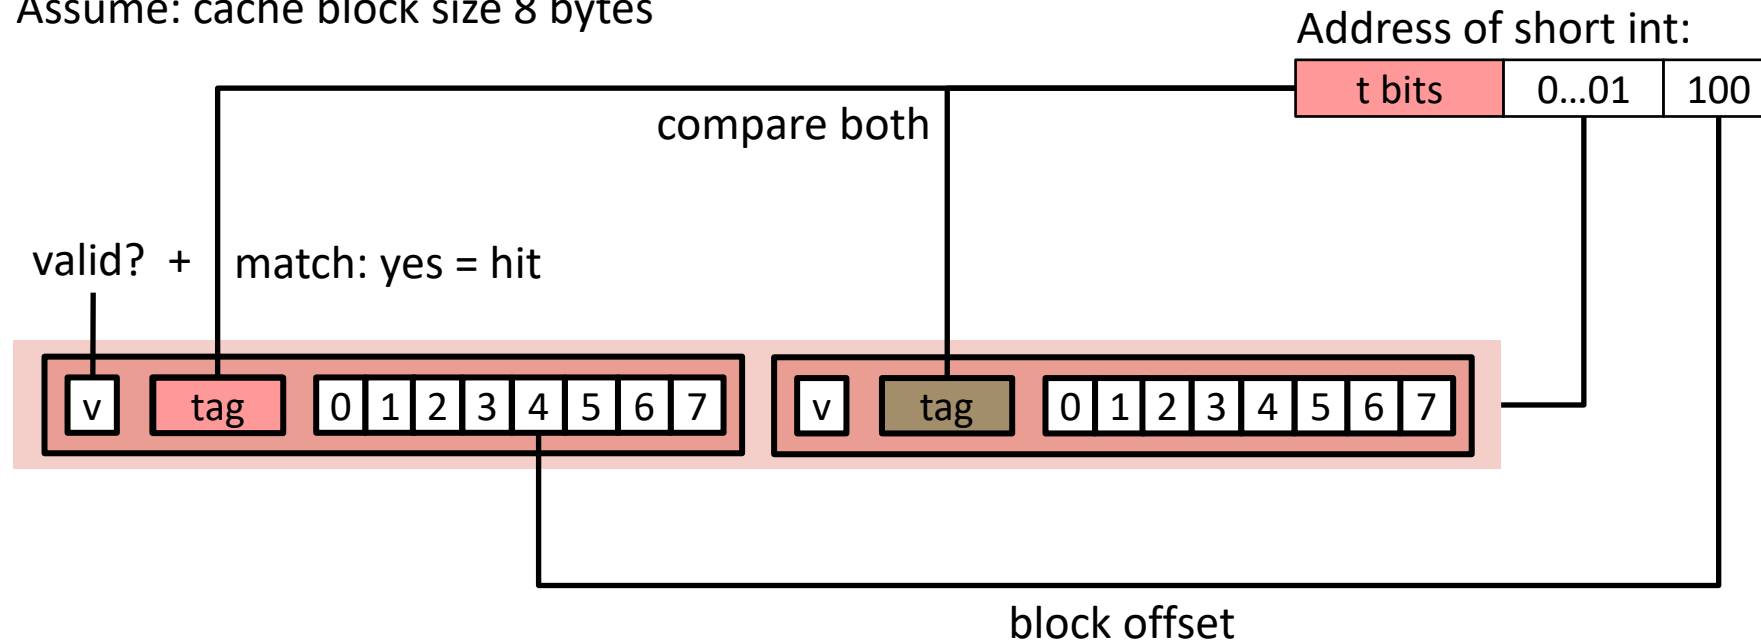 Assume: cache block size 8 bytes
Address of short int:
t bits 0...01 100
compare both
valid? + match: yes = hit
v tag 0 1 2 3 4 5 6 7 v tag 0 1 2 3 4 5 6 7
block offset